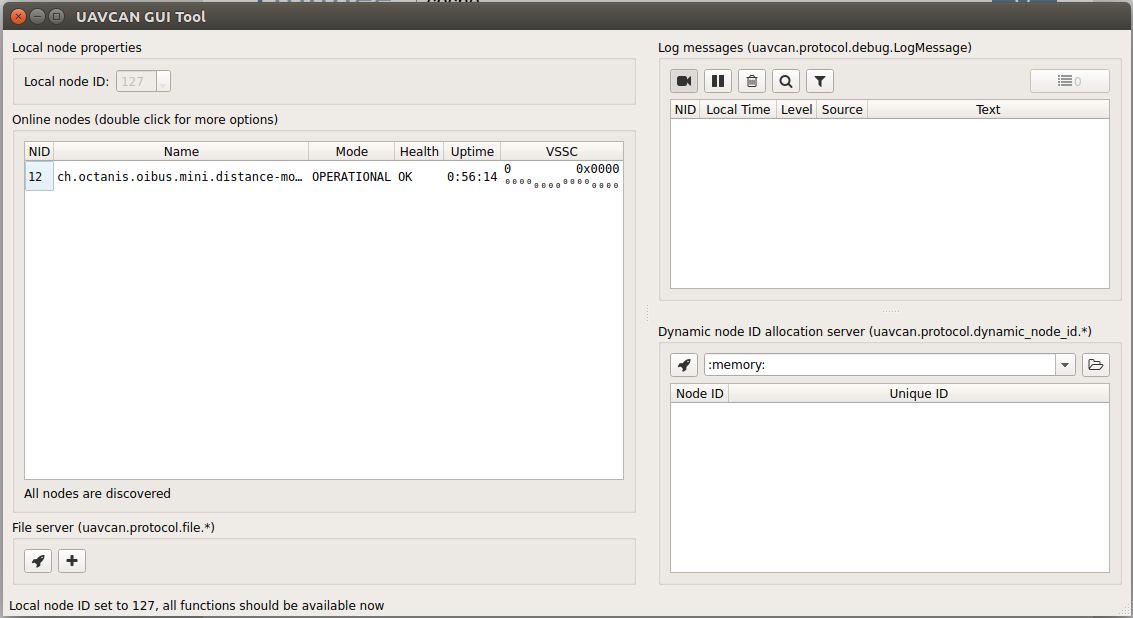 UAVCAN GUI Tool
Local node properties
Local node ID: 127
Online nodes (double click for more options)
NID Name Mode Health Uptime VSSC
12 ch.octanis.oibus.mini.distance-mo… OPERATIONAL OK 0:56:14 0 0x0000
0000 0000 0000 0000
All nodes are discovered
File server (uavcan.protocol.file.*)
Local node ID set to 127, all functions should be available now
Log messages (uavcan.protocol.debug.LogMessage)
0
NID Local Time Level Source Text
Dynamic node ID allocation server (uavcan.protocol.dynamic_node_id.*)
:memory:
Node ID Unique ID